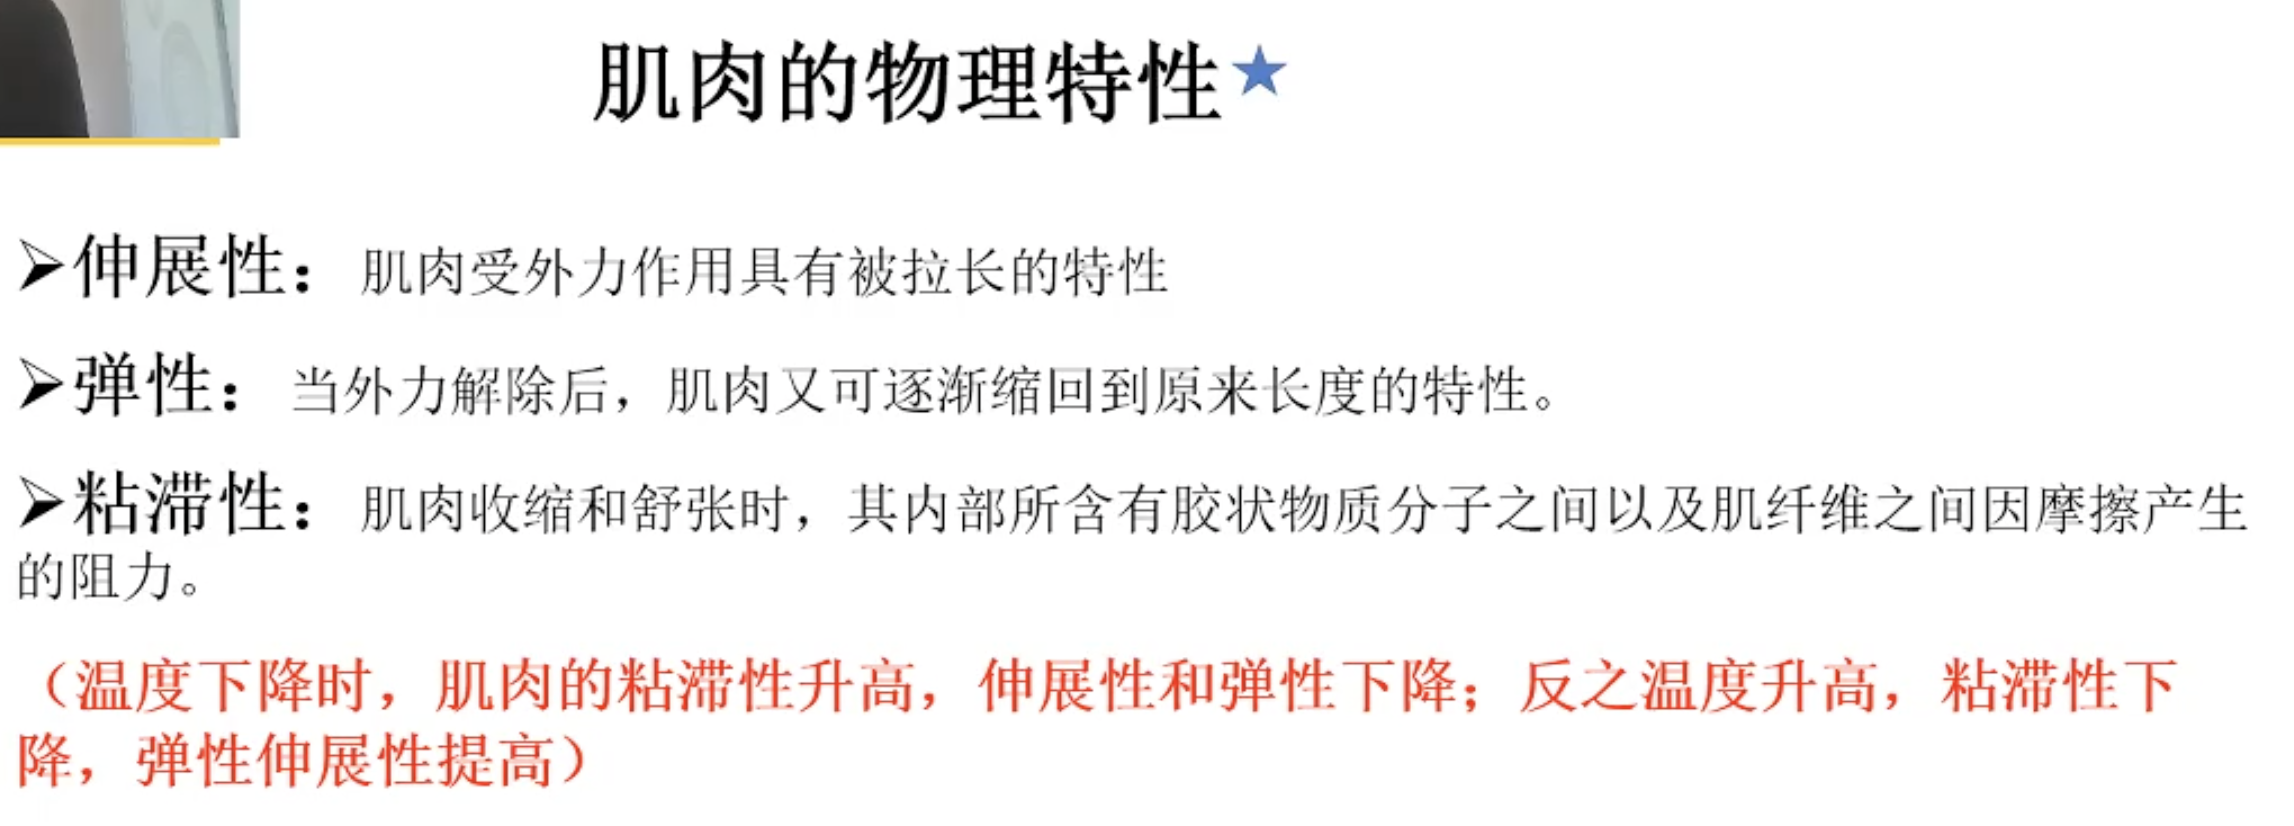 肌肉的物理特性★
➢伸展性：肌肉受外力作用具有被拉长的特性
➢弹性：当外力解除后，肌肉又可逐渐缩回到原来长度的特性。
➢粘滞性：肌肉收缩和舒张时，其内部所含有胶状物质分子之间以及肌纤维之间因摩擦产生
的阻力。
（温度下降时，肌肉的粘滞性升高，伸展性和弹性下降；反之温度升高，粘滞性下
降，弹性伸展性提高）